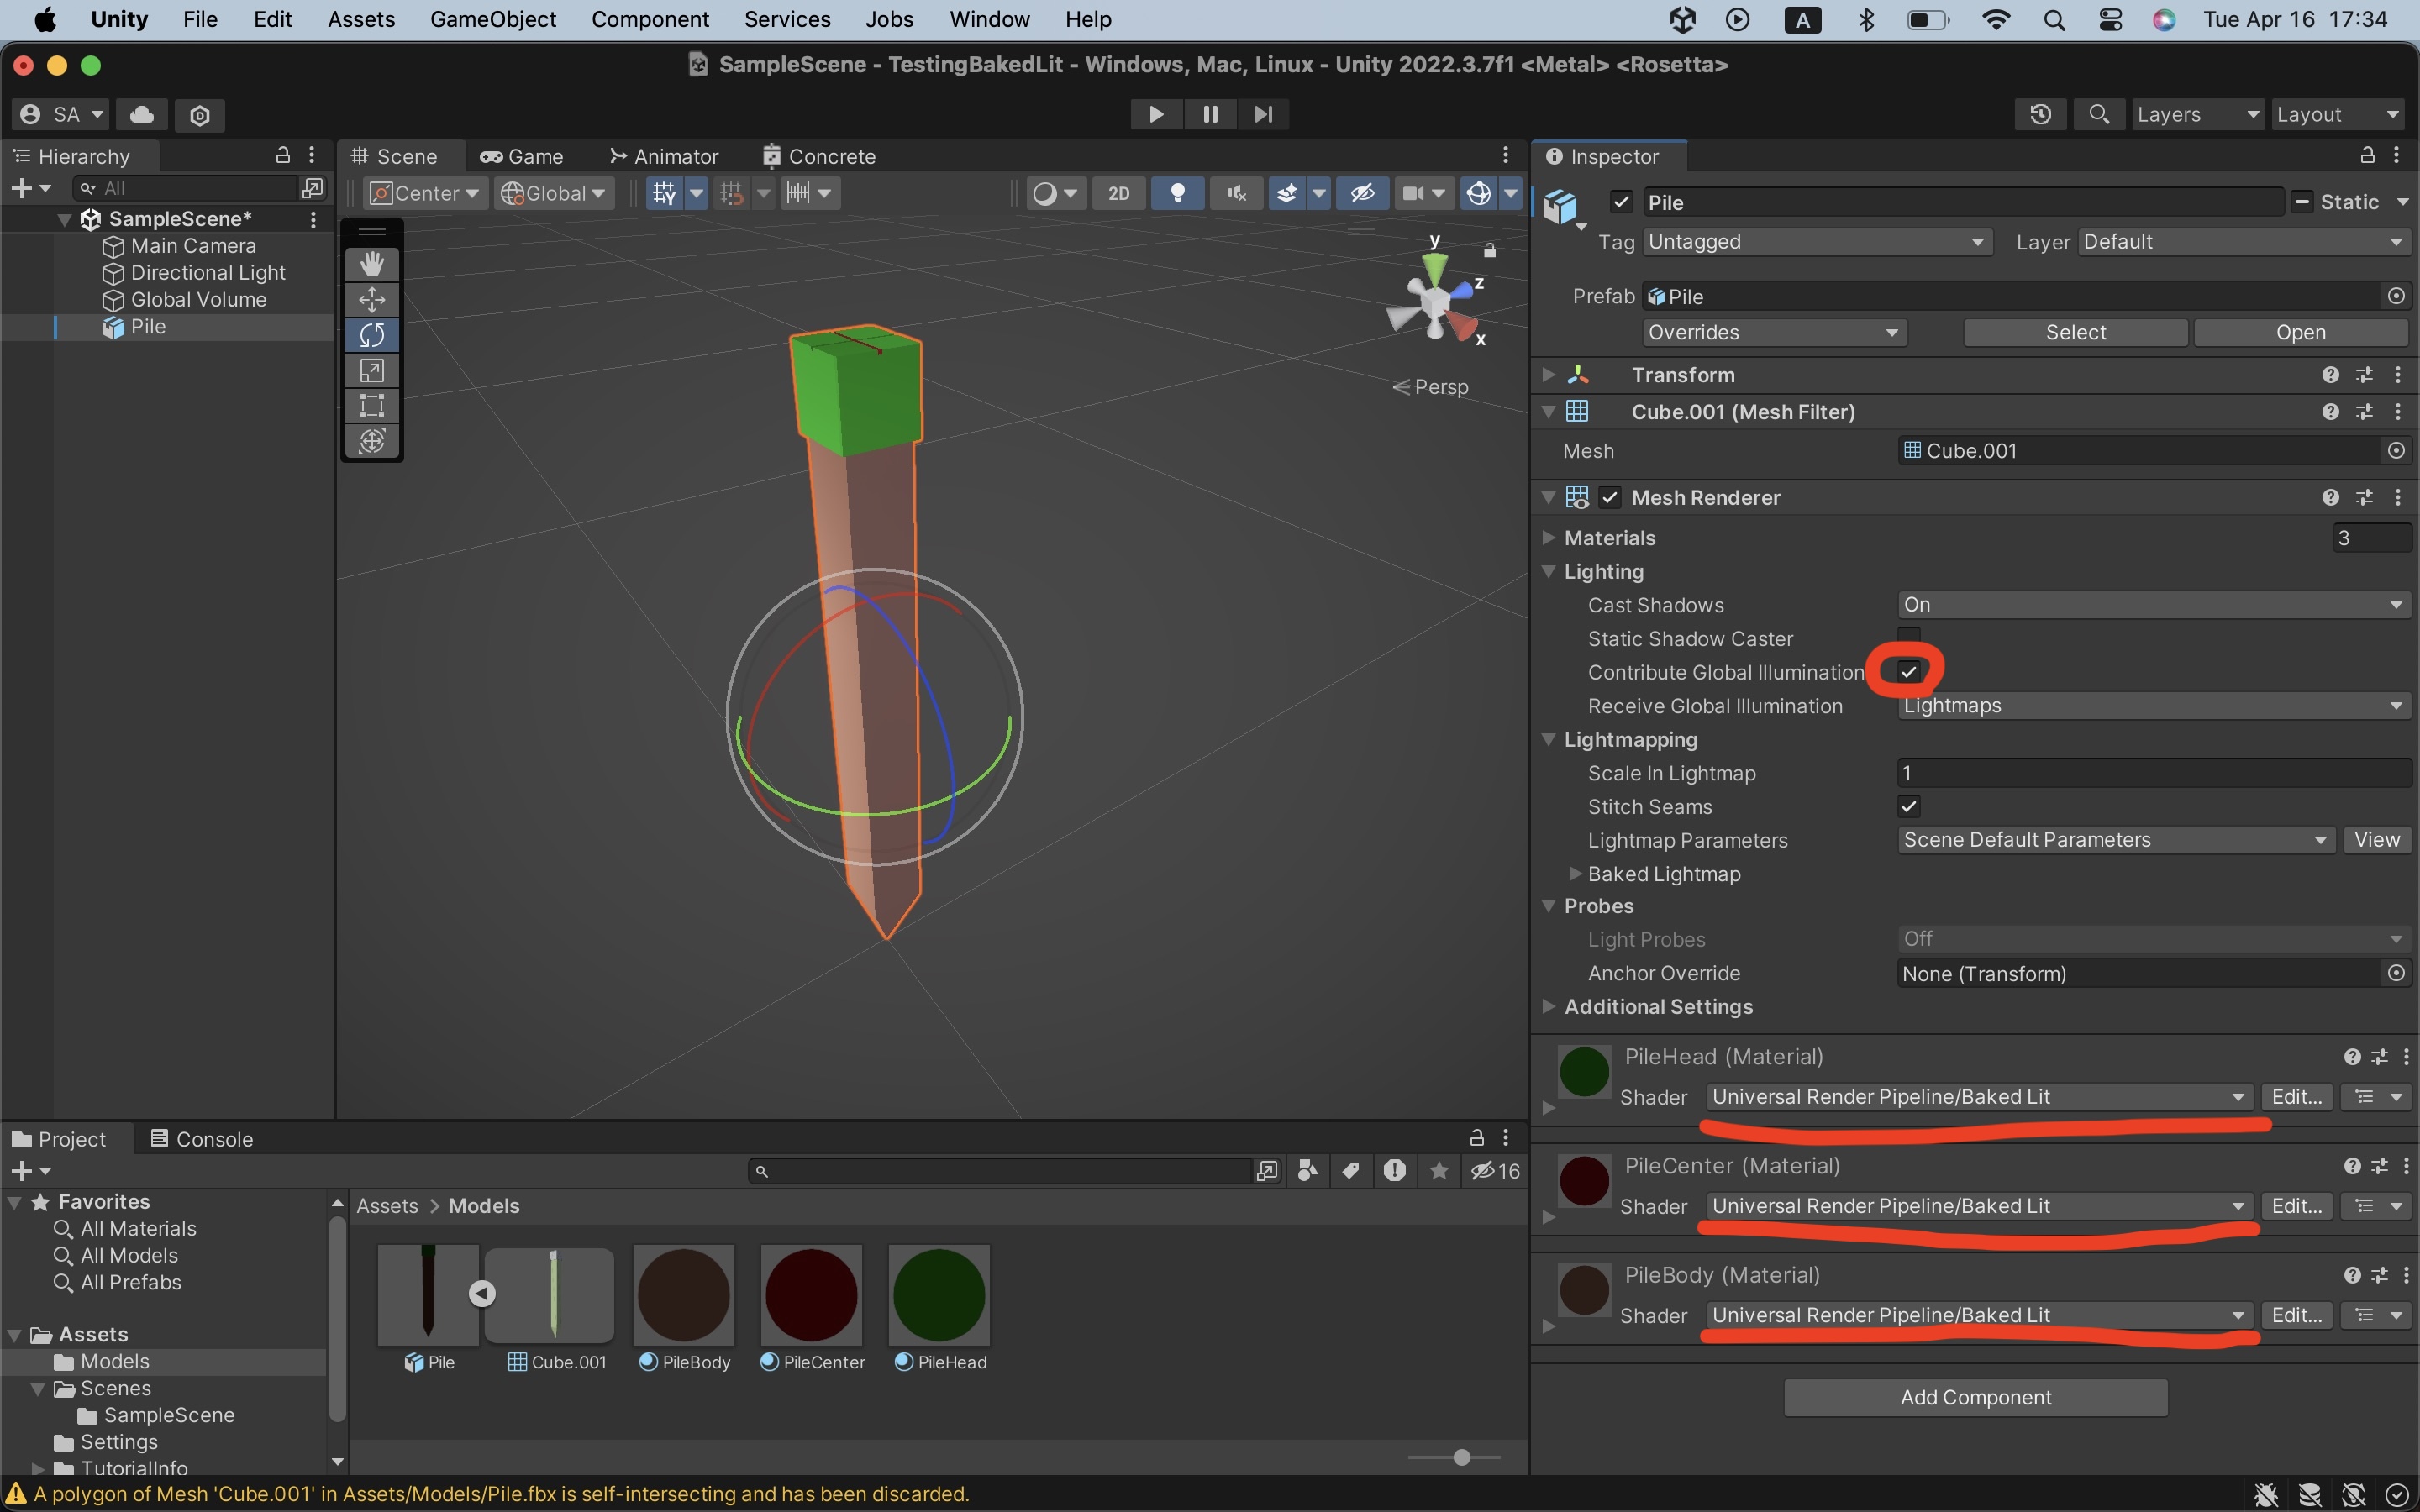 Unity File Edit Assets GameObject Component Services Jobs Window Help A Tue Apr 16 17:34
SampleScene - TestingBakedLit - Windows, Mac, Linux - Unity 2022.3.7f1 <Metal> <Rosetta>
SA Layers Layout
Hierarchy
All
SampleScene*
Main Camera
Directional Light
Global Volume
Pile
Scene Game Animator Concrete
Center Global 2D
y
z
x
Persp
Inspector
Pile Static
Tag Untagged Layer Default
Prefab Pile
Overrides Select Open
Transform
Cube.001 (Mesh Filter)
Mesh Cube.001
Mesh Renderer
Materials 3
Lighting
Cast Shadows On
Static Shadow Caster
Contribute Global Illumination
Receive Global Illumination Lightmaps
Lightmapping
Scale In Lightmap 1
Stitch Seams
Lightmap Parameters Scene Default Parameters View
Baked Lightmap
Probes
Light Probes Off
Anchor Override None (Transform)
Additional Settings
PileHead (Material)
Shader Universal Render Pipeline/Baked Lit Edit...
PileCenter (Material)
Shader Universal Render Pipeline/Baked Lit Edit...
PileBody (Material)
Shader Universal Render Pipeline/Baked Lit Edit...
Add Component
Project Console
16
Favorites
All Materials
All Models
All Prefabs
Assets
Models
Scenes
SampleScene
Settings
TutorialInfo
Assets > Models
Pile Cube.001 PileBody PileCenter PileHead
A polygon of Mesh 'Cube.001' in Assets/Models/Pile.fbx is self-intersecting and has been discarded.